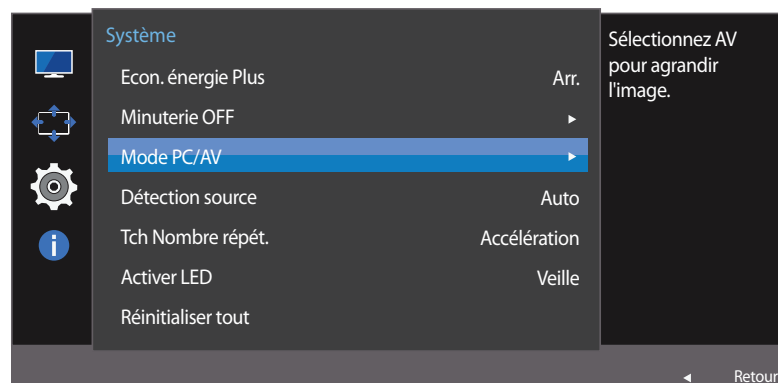 Système
Econ. énergie Plus Arr.
Minuterie OFF
Mode PC/AV
Détection source Auto
Tch Nombre répét. Accélération
Activer LED Veille
Réinitialiser tout
Sélectionnez AV
pour agrandir
l'image.
Retour